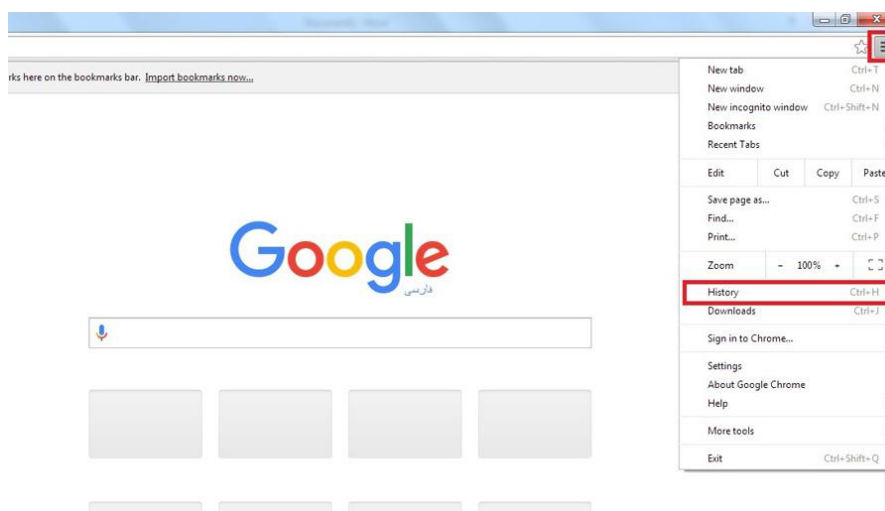 rks here on the bookmarks bar. Import bookmarks now...
Google
فارسی
New tab Ctrl+T
New window Ctrl+N
New incognito window Ctrl+Shift+N
Bookmarks
Recent Tabs
Edit Cut Copy Paste
Save page as... Ctrl+S
Find... Ctrl+F
Print... Ctrl+P
Zoom - 100% +
History Ctrl+H
Downloads Ctrl+J
Sign in to Chrome...
Settings
About Google Chrome
Help
More tools
Exit Ctrl+Shift+Q